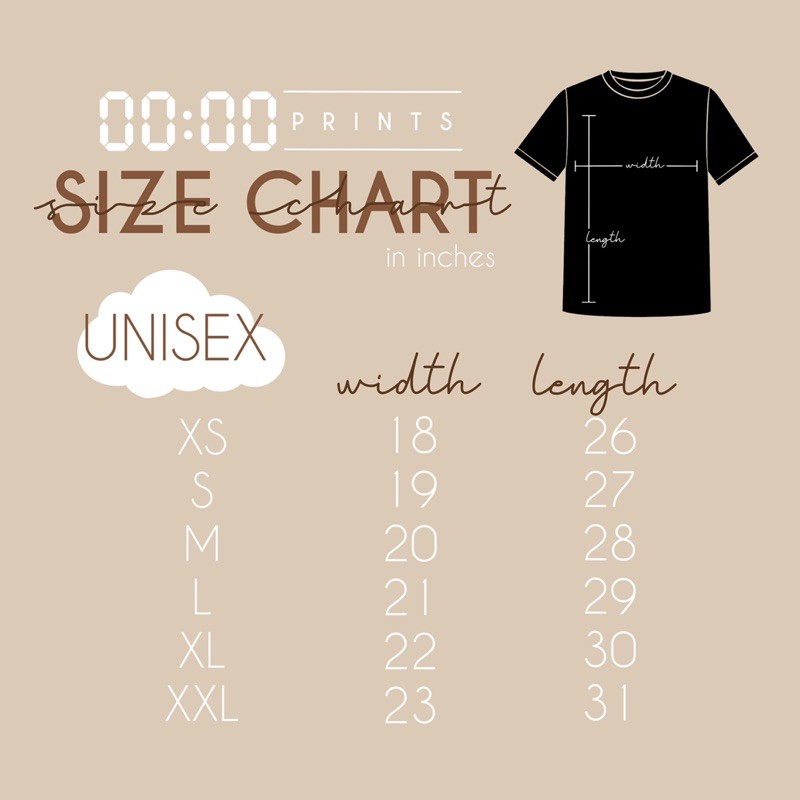 00:00 PRINTS
SIZE CHART
size chart
in inches
width
length
UNISEX
width length
XS 18 26
S 19 27
M 20 28
L 21 29
XL 22 30
XXL 23 31